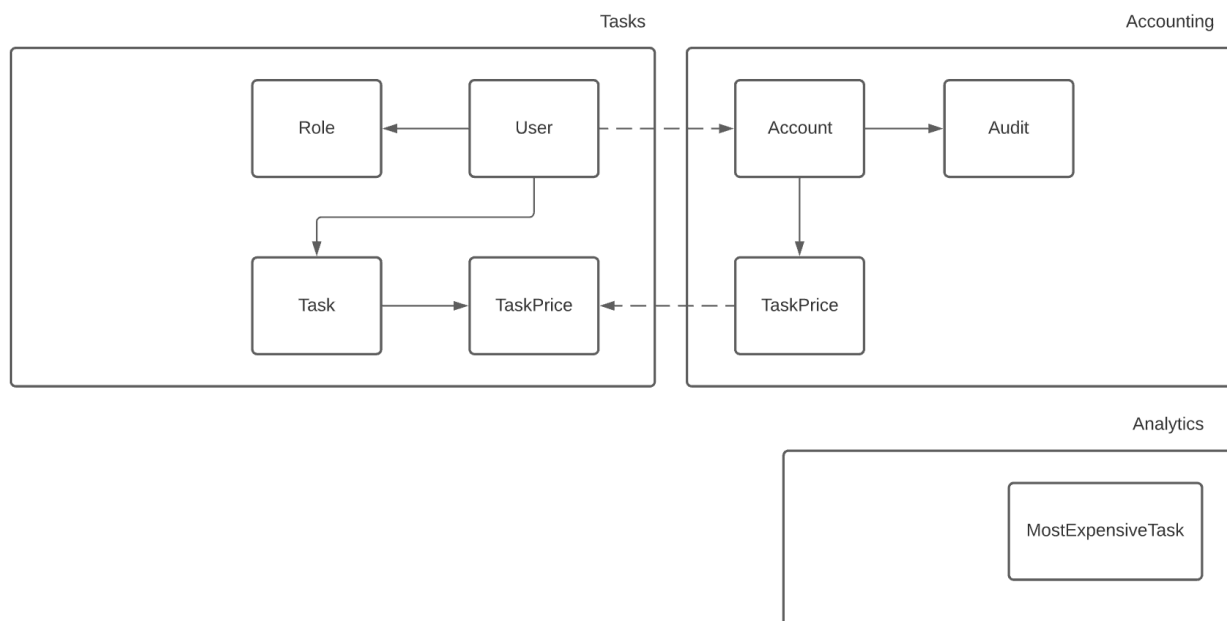 Tasks
Accounting
Role
User
Account
Audit
Task
TaskPrice
TaskPrice
Analytics
MostExpensiveTask